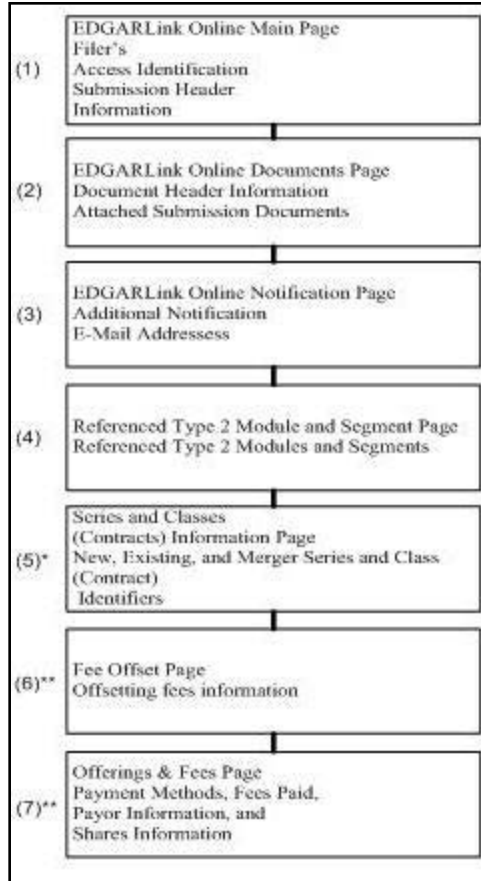 EDGARLink Online Main Page
Filer's
(1)
Access Identification
Submission Header
Information
EDGARLink Online Documents Page
(2)
Document Header Information
Attached Submission Documents
EDGARLink Online Notification Page
(3)
Additional Notification
E-Mail Addressess
(4)
Referenced Type 2 Module and Segment Page
Referenced Type 2 Modules and Segments
Series and Classes
(Contracts) Information Page
(5)*
New, Existing, and Merger Series and Class
(Contract)
Identifiers
(6)**
Fee Offset Page
Offsetting fees information
Offerings & Fees Page
(7)**
Payment Methods, Fees Paid,
Payor Information, and
Shares Information